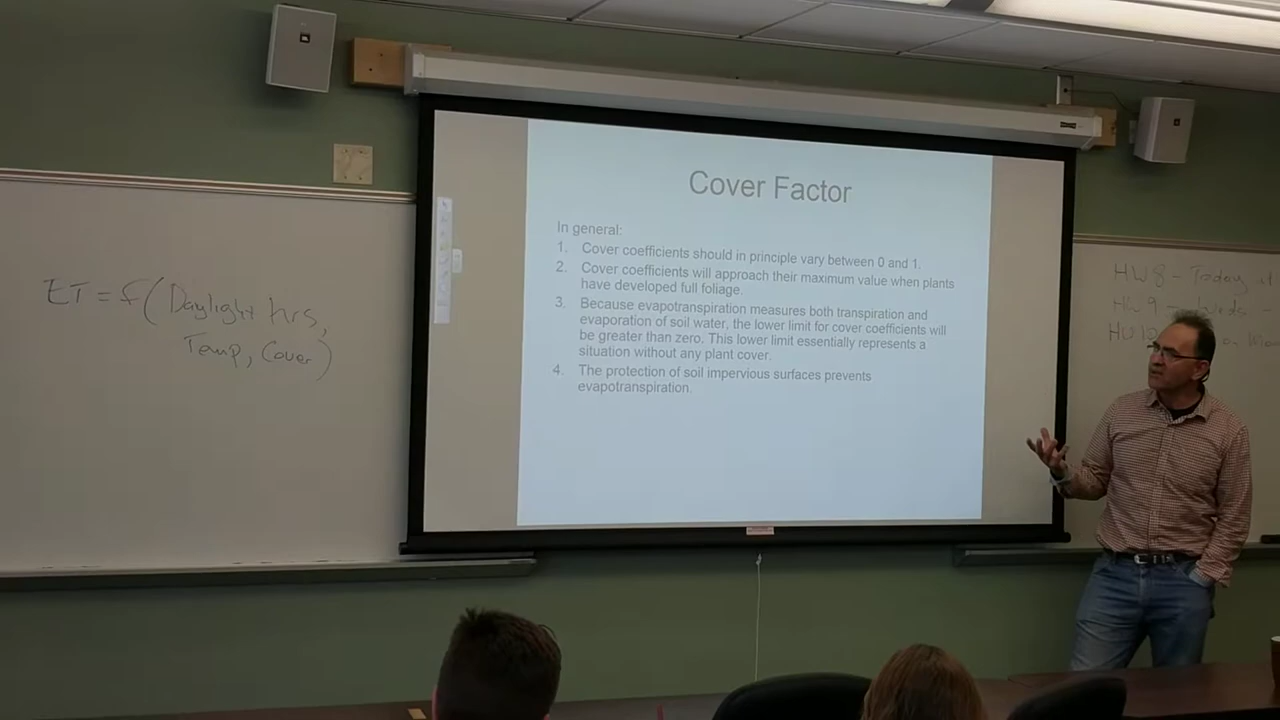 ET = f(Daylight hrs,
Temp, Cover)
Cover Factor
In general:
1. Cover coefficients should in principle vary between 0 and 1.
2. Cover coefficients will approach their maximum value when plants
have developed full foliage.
3. Because evapotranspiration measures both transpiration and
evaporation of soil water, the lower limit for cover coefficients will
be greater than zero. This lower limit essentially represents a
situation without any plant cover.
4. The protection of soil impervious surfaces prevents
evapotranspiration.
HW 8 - Today
HW 9 -